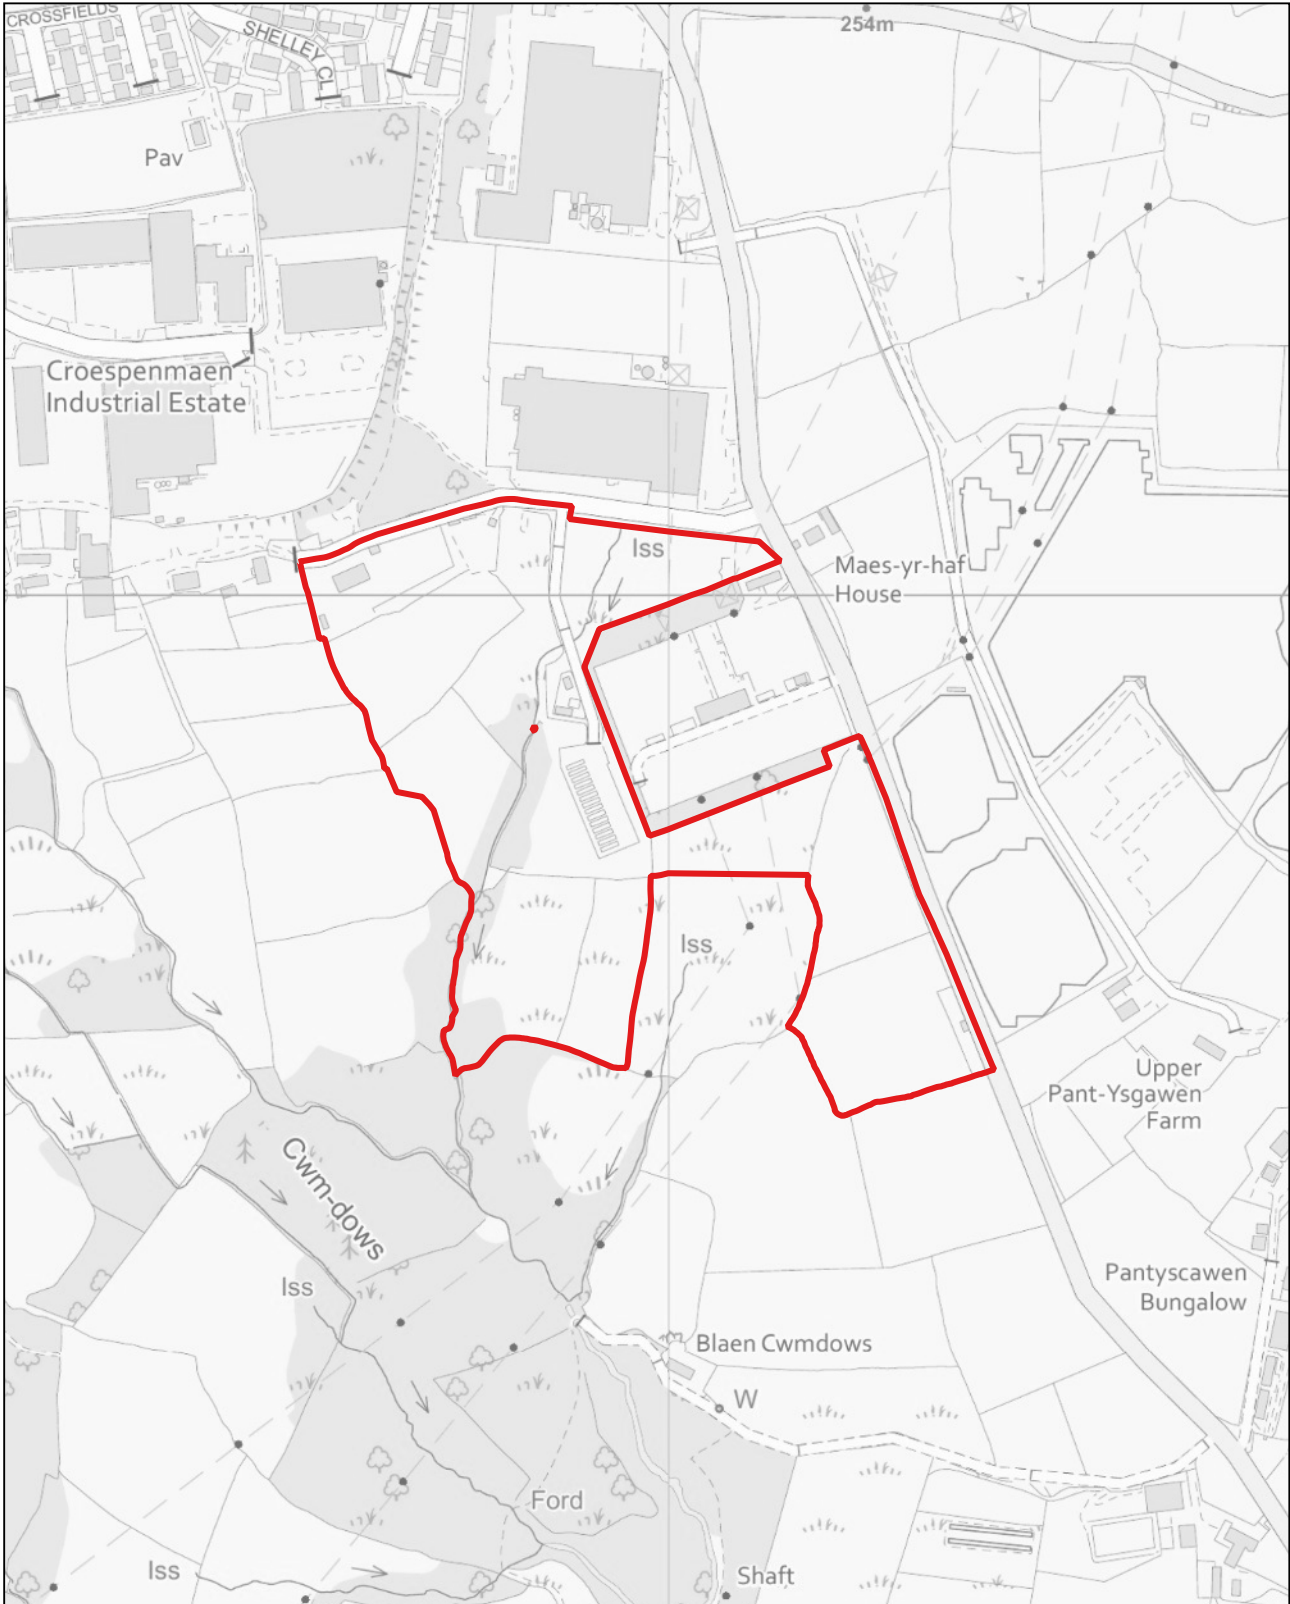 CROSSFIELDS
SHELLEY CL
254m
Pav
Croespenmaen
Industrial Estate
Iss
Maes-yr-haf
House
Iss
Upper
Pant-Ysgawen
Farm
Cwm-dows
Iss
Pantyscawen
Bungalow
Blaen Cwmdows
W
Ford
Iss
Shaft